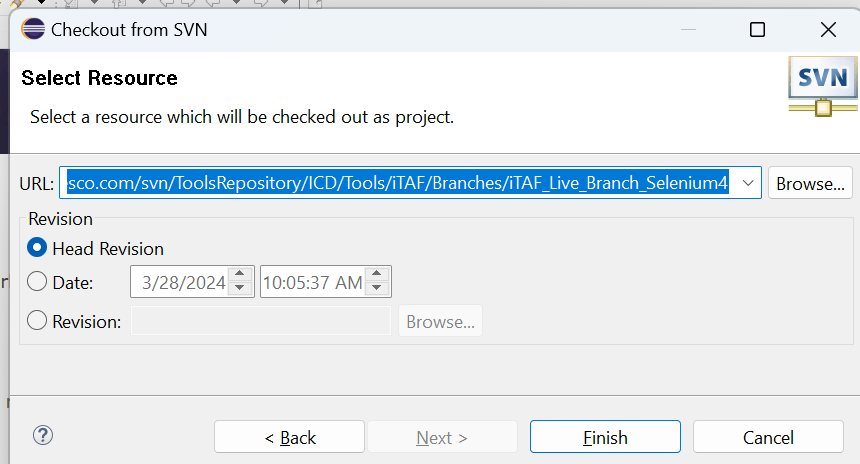 Checkout from SVN
Select Resource
Select a resource which will be checked out as project.
SVN
URL: sco.com/svn/ToolsRepository/ICD/Tools/iTAF/Branches/iTAF_Live_Branch_Selenium4 Browse...
Revision
Head Revision
Date: 3/28/2024 10:05:37 AM
Revision: Browse...
? < Back Next > Finish Cancel